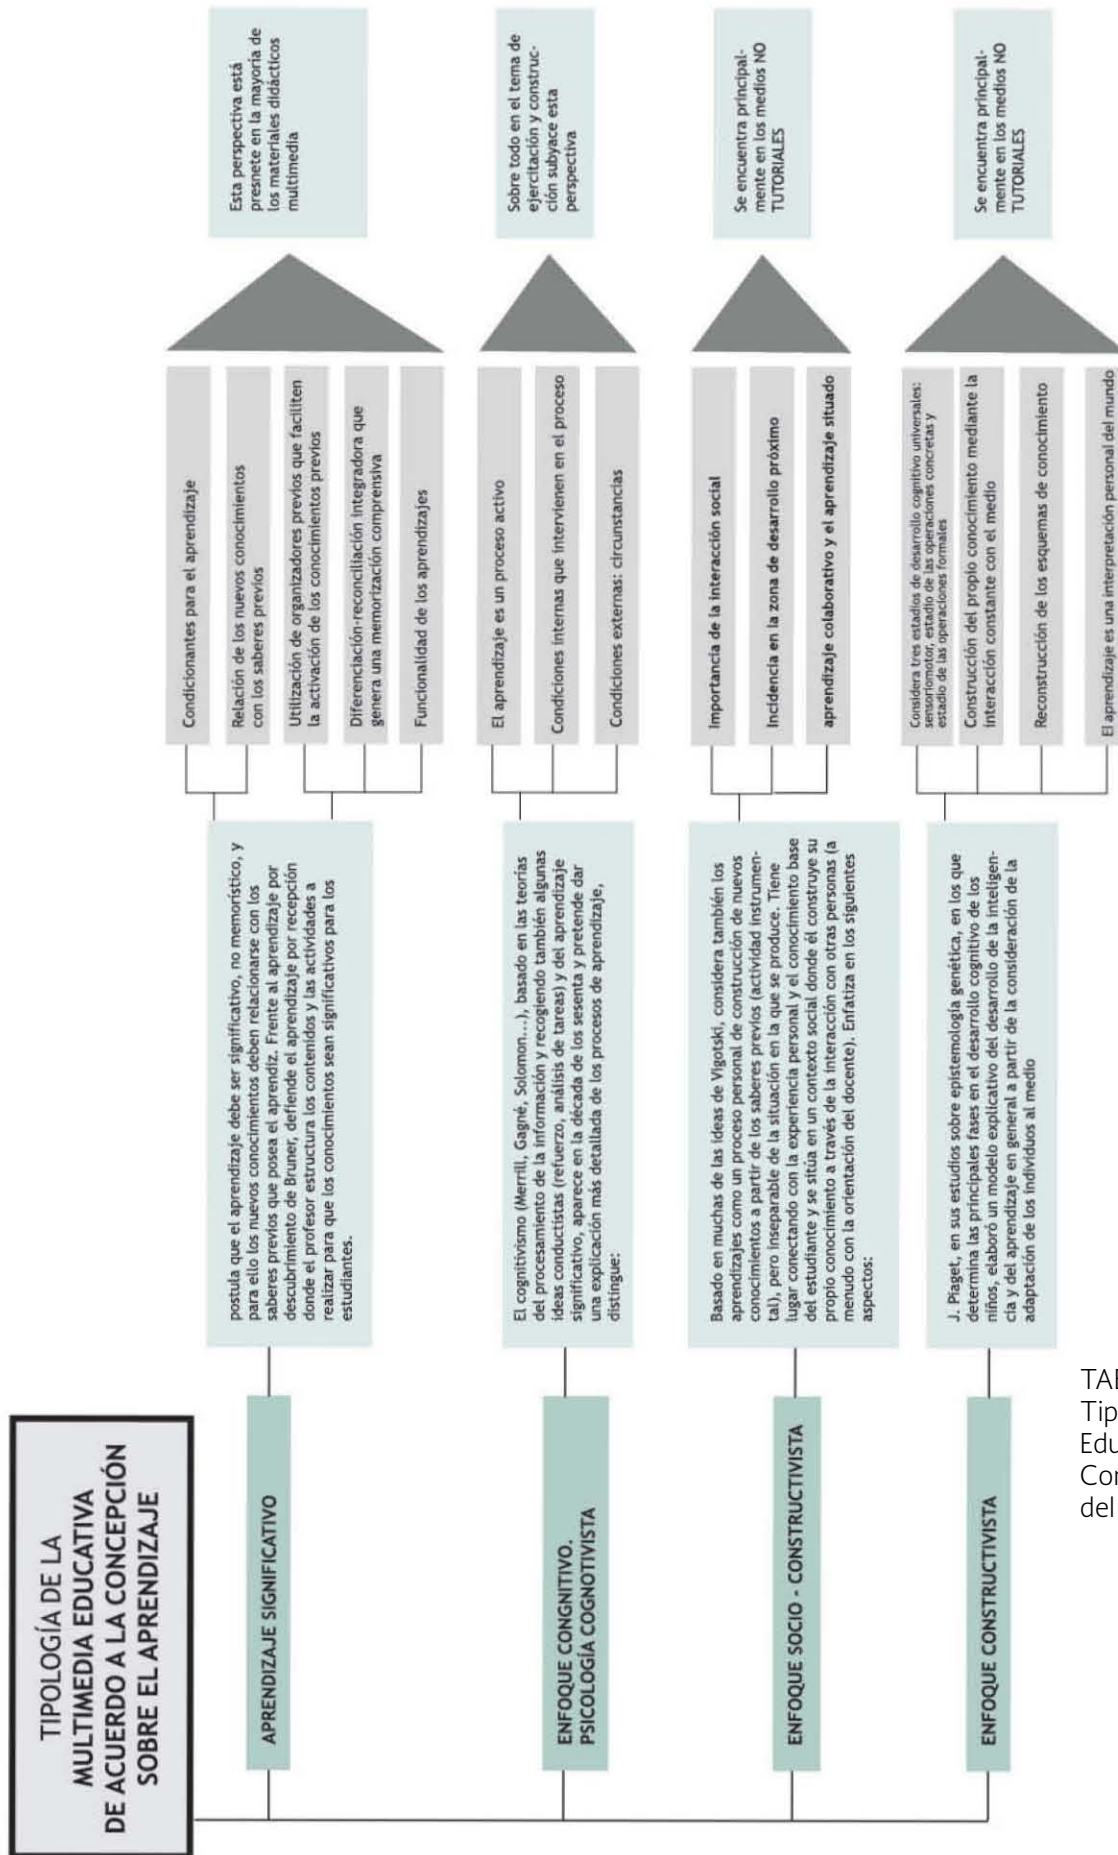 TIPOLOGÍA DE LA
MULTIMEDIA EDUCATIVA
DE ACUERDO A LA CONCEPCIÓN
SOBRE EL APRENDIZAJE
APRENDIZAJE SIGNIFICATIVO
postula que el aprendizaje debe ser significativo, no memorístico, y
para ello los nuevos conocimientos deben relacionarse con los
saberes previos que posea el aprendiz. Frente al aprendizaje por
descubrimiento de Bruner, defiende el aprendizaje por recepción
donde el profesor estructura los contenidos y las actividades a
realizar para que los conocimientos sean significativos para los
estudiantes.
Condicionantes para el aprendizaje
Relación de los nuevos conocimientos
con los saberes previos
Utilización de organizadores previos que faciliten
la activación de los conocimientos previos
Diferenciación-reconciliación integradora que
genera una memorización comprensiva
Funcionalidad de los aprendizajes
Esta perspectiva está
presnete en la mayoría de
los materiales didácticos
multimedia
ENFOQUE CONGNITIVO.
PSICOLOGÍA COGNOTIVISTA
El cognitivismo (Merrill, Gagné, Solomon...), basado en las teorías
del procesamiento de la información y recogiendo también algunas
ideas conductistas (refuerzo, análisis de tareas) y del aprendizaje
significativo, aparece en la década de los sesenta y pretende dar
una explicación más detallada de los procesos de aprendizaje,
distingue:
El aprendizaje es un proceso activo
Condiciones internas que intervienen en el proceso
Condiciones externas: circunstancias
Sobre todo en el tema de
ejercitación y construc-
ción subyace esta
perspectiva
ENFOQUE SOCIO - CONSTRUCTIVISTA
Basado en muchas de las ideas de Vigotski, considera también los
aprendizajes como un proceso personal de construcción de nuevos
conocimientos a partir de los saberes previos (actividad instrumen-
tal), pero inseparable de la situación en la que se produce. Tiene
lugar conectando con la experiencia personal y el conocimiento base
del estudiante y se sitúa en un contexto social donde él construye su
propio conocimiento a través de la interacción con otras personas (a
menudo con la orientación del docente). Enfatiza en los siguientes
aspectos:
Importancia de la interacción social
Incidencia en la zona de desarrollo próximo
aprendizaje colaborativo y el aprendizaje situado
Se encuentra principal-
mente en los medios NO
TUTORIALES
ENFOQUE CONSTRUCTIVISTA
J. Piaget, en sus estudios sobre epistemología genética, en los que
determina las principales fases en el desarrollo cognitivo de los
niños, elaboró un modelo explicativo del desarrollo de la inteligen-
cia y del aprendizaje en general a partir de la consideración de la
adaptación de los individuos al medio
Considera tres estadios de desarrollo cognitivo universales:
sensoriomotor, estadio de las operaciones concretas y
estadio de las operaciones formales
Construcción del propio conocimiento mediante la
interacción constante con el medio
Reconstrucción de los esquemas de conocimiento
El aprendizaje es una interpretación personal del mundo
Se encuentra principal-
mente en los medios NO
TUTORIALES
del